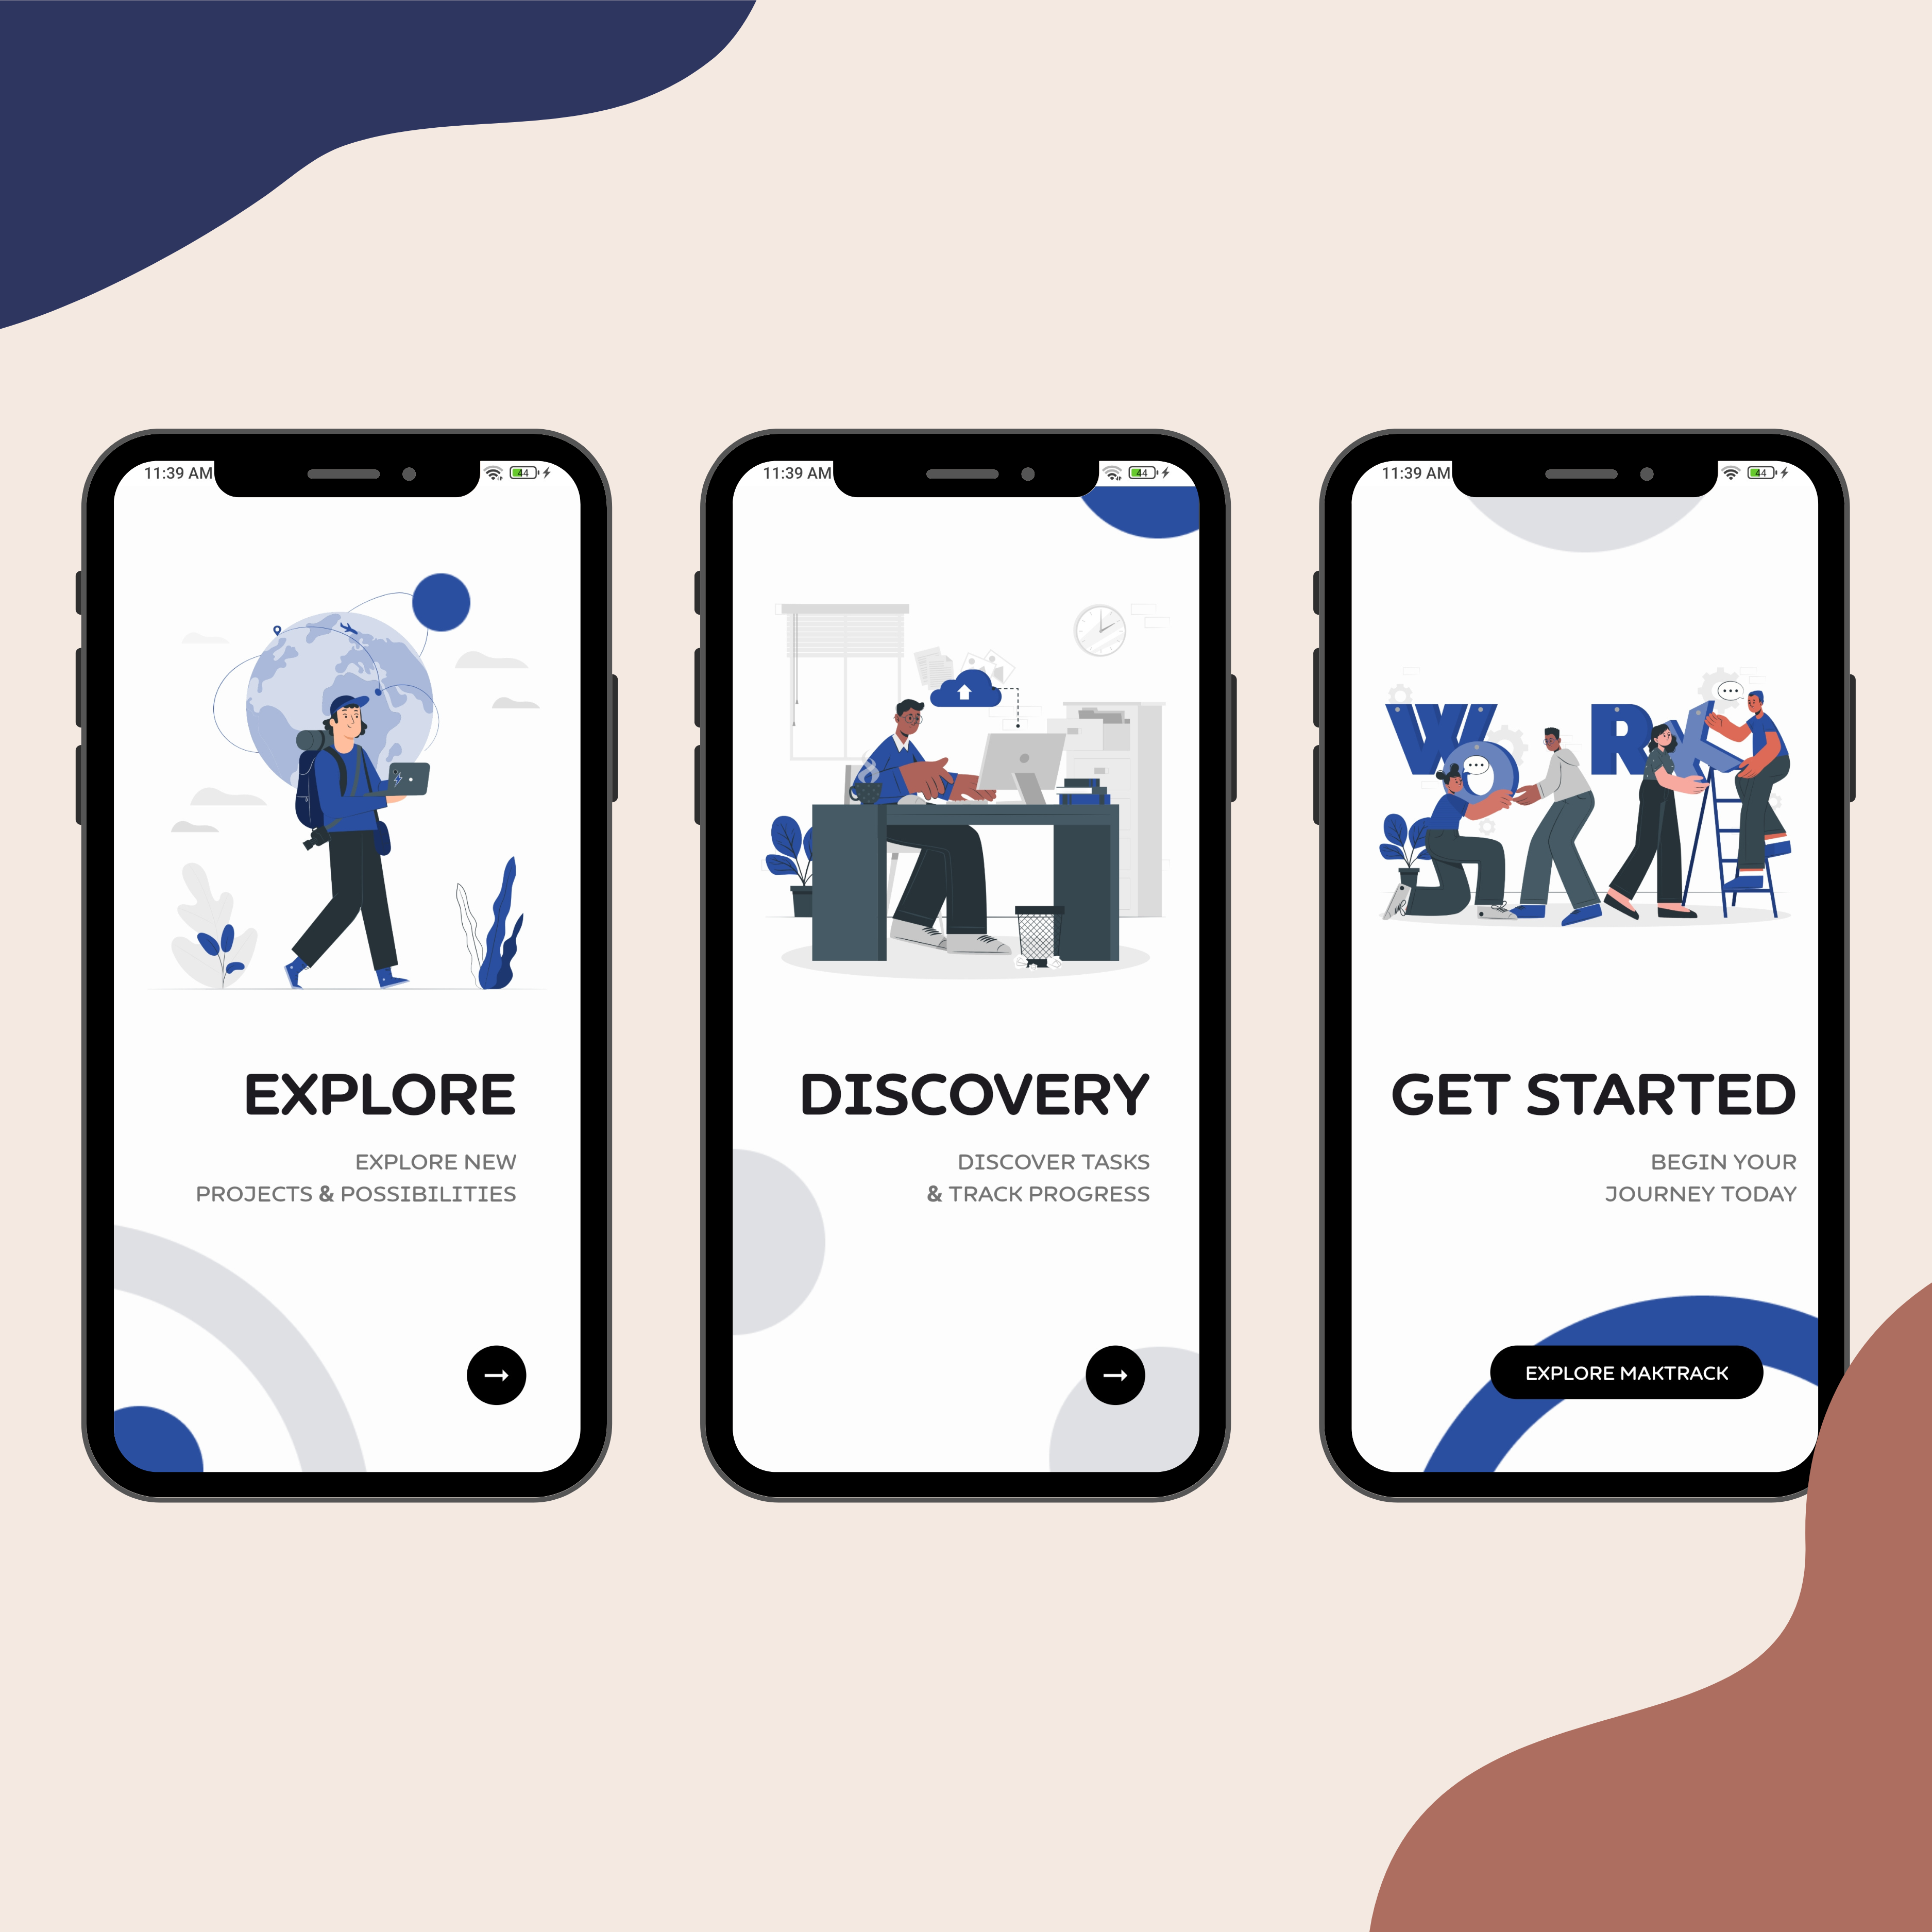 11:39 AM 44
EXPLORE
EXPLORE NEW
PROJECTS & POSSIBILITIES
11:39 AM 44
DISCOVERY
DISCOVER TASKS
& TRACK PROGRESS
11:39 AM 44
WORK
GET STARTED
BEGIN YOUR
JOURNEY TODAY
EXPLORE MAKTRACK